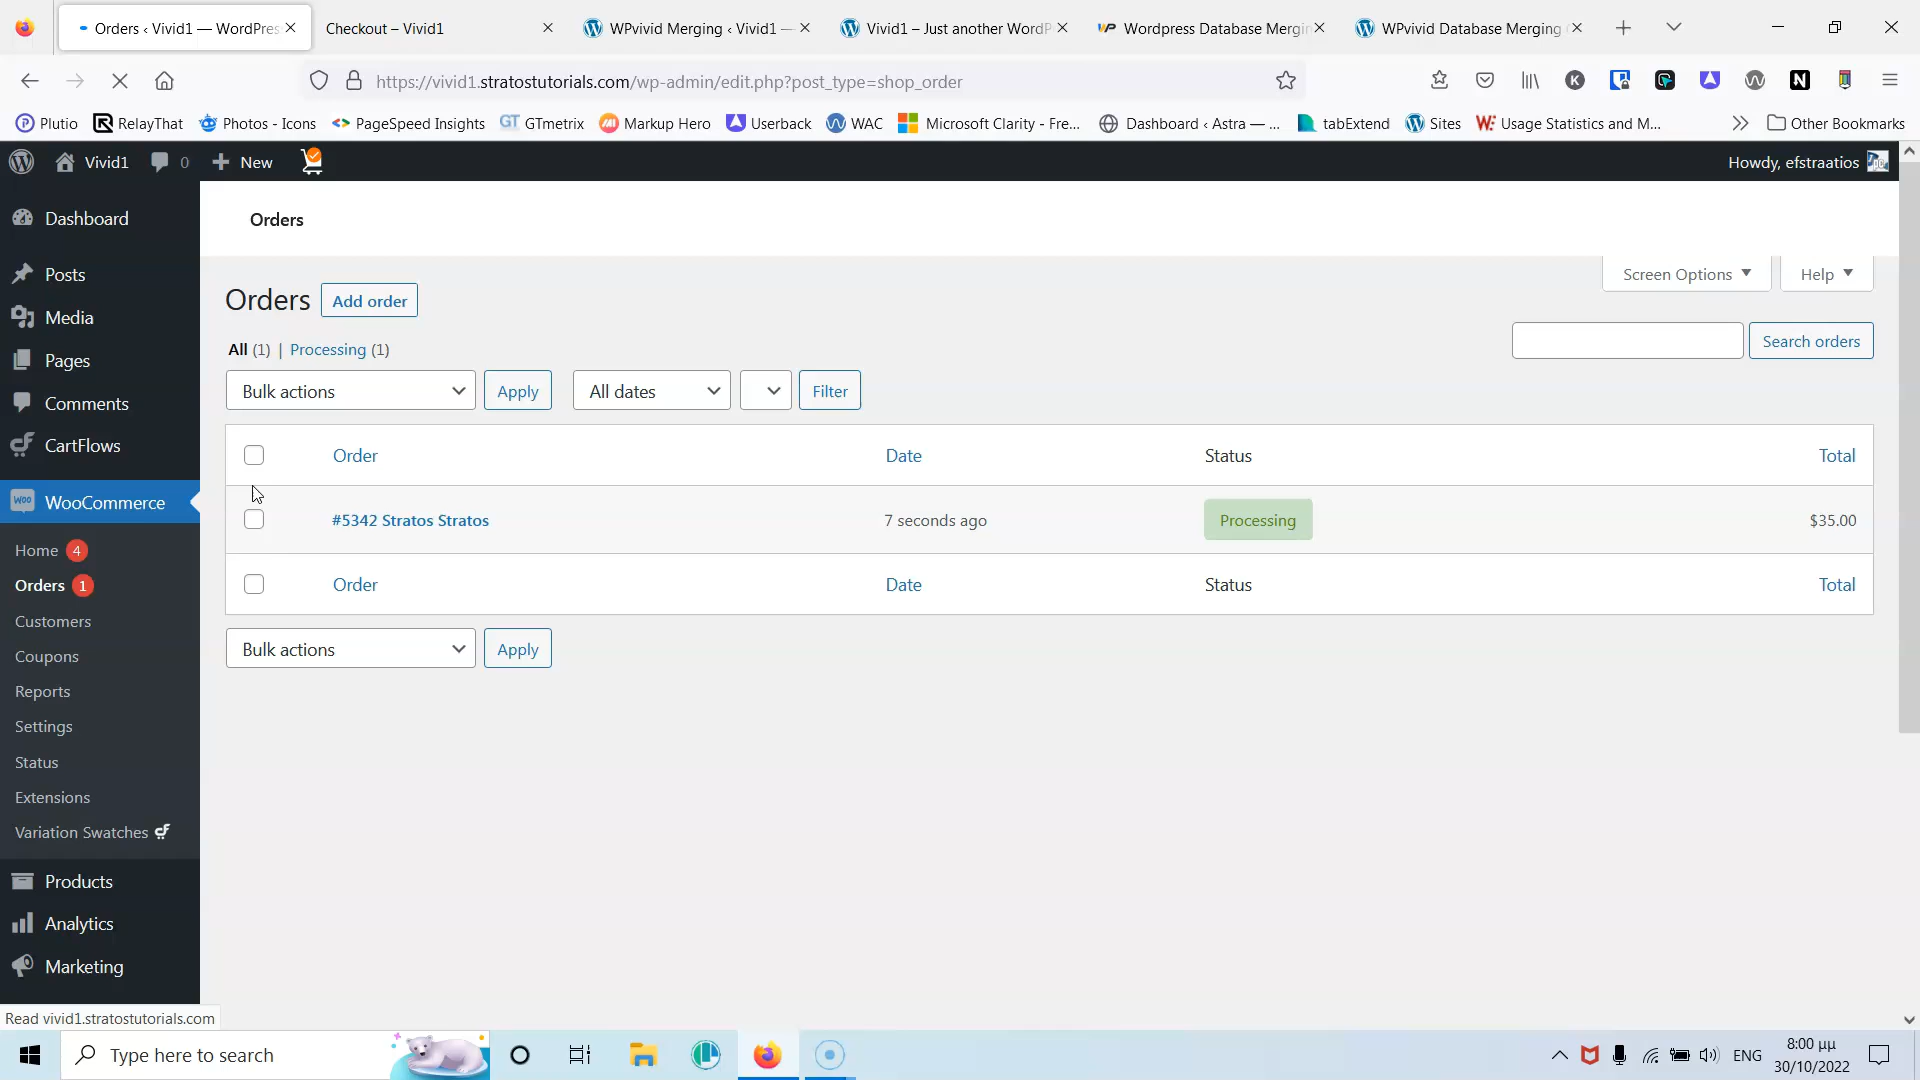 Orders ‹ Vivid1 — WordPres
Checkout – Vivid1
WPvivid Merging ‹ Vivid1 —
Vivid1 – Just another WordP
Wordpress Database Mergin
WPvivid Database Merging
https://vivid1.stratostutorials.com/wp-admin/edit.php?post_type=shop_order
Plutio
RelayThat
Photos - Icons
PageSpeed Insights
GTmetrix
Markup Hero
Userback
WAC
Microsoft Clarity - Fre...
Dashboard ‹ Astra — ...
tabExtend
Sites
Usage Statistics and M...
Other Bookmarks
Vivid1
0
New
Howdy, efstraatios
Dashboard
Posts
Media
Pages
Comments
CartFlows
WooCommerce
Home 4
Orders 1
Customers
Coupons
Reports
Settings
Status
Extensions
Variation Swatches
Products
Analytics
Marketing
Orders
Screen Options
Help
Orders Add order
All (1) | Processing (1)
Search orders
Bulk actions Apply All dates Filter
Order Date Status Total
#5342 Stratos Stratos 7 seconds ago Processing $35.00
Order Date Status Total
Bulk actions Apply
Read vivid1.stratostutorials.com
Type here to search
ENG
8:00 μμ
30/10/2022